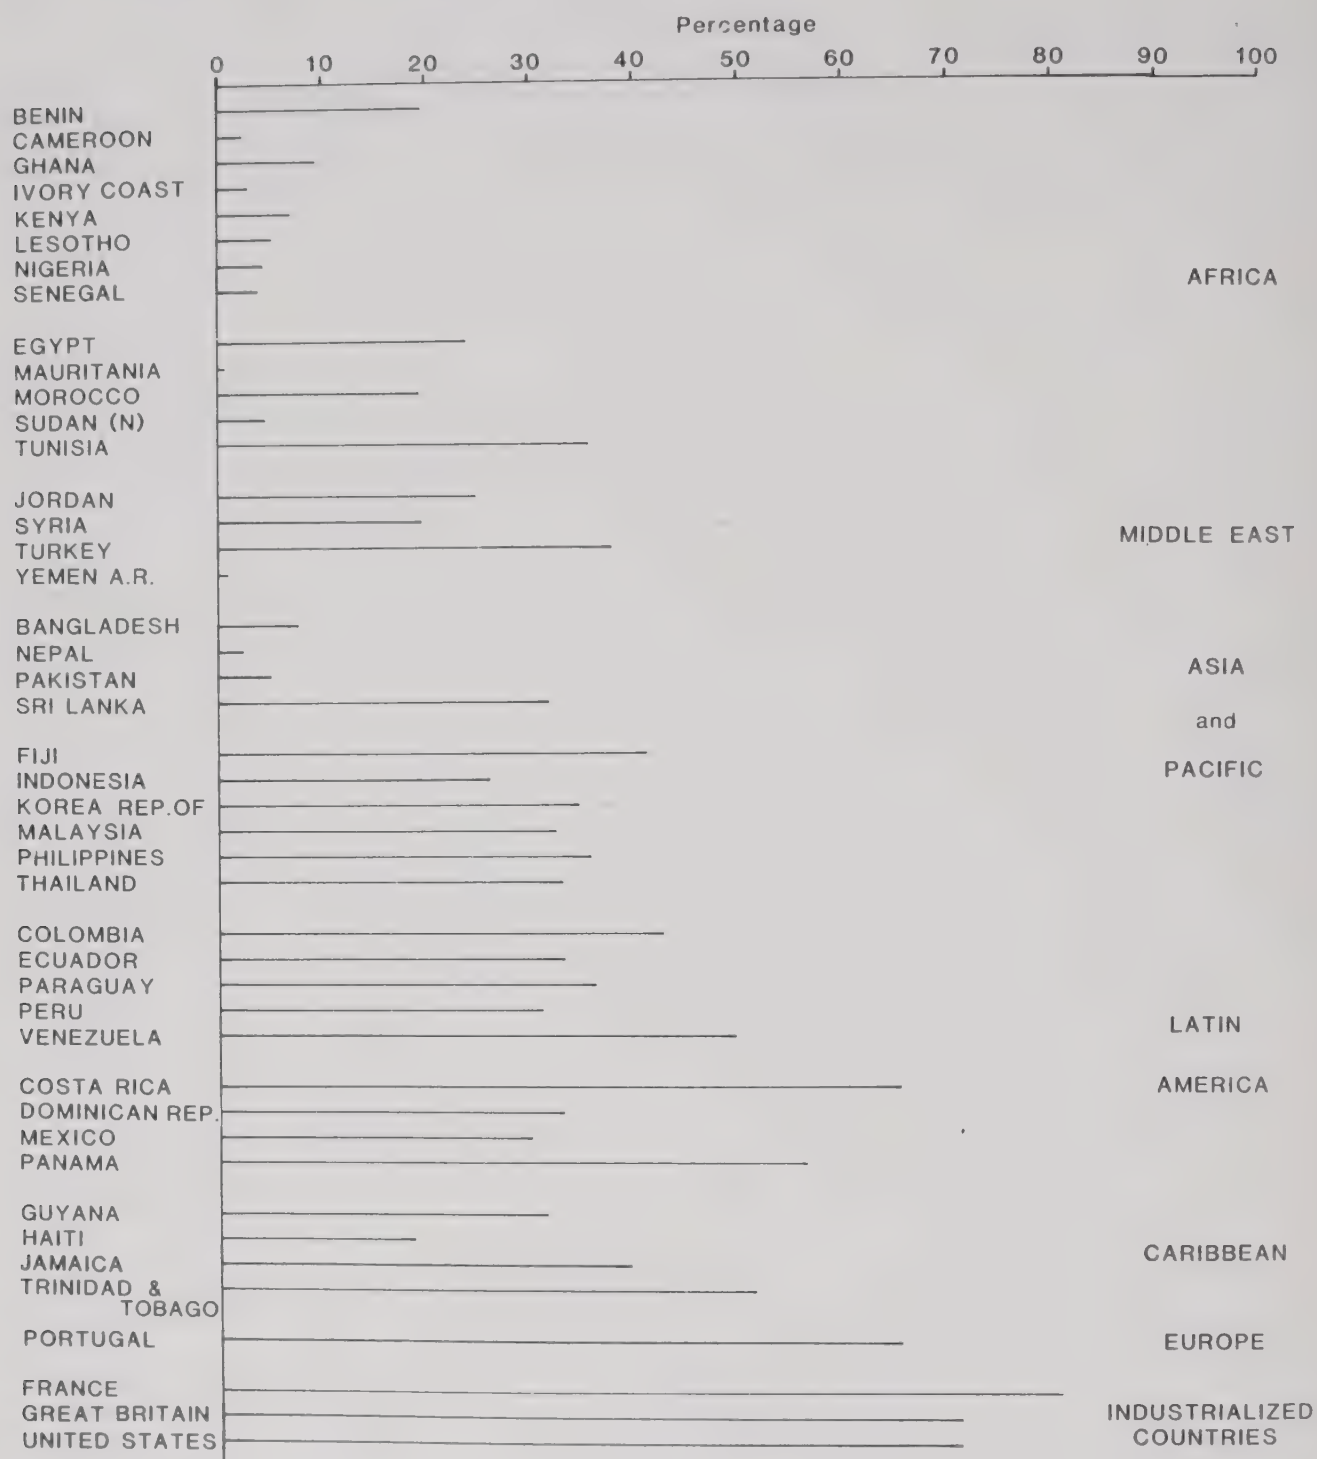 Percentage
0 10 20 30 40 50 60 70 80 90 100
BENIN
CAMEROON
GHANA
IVORY COAST
KENYA
LESOTHO
NIGERIA
AFRICA
SENEGAL
EGYPT
MAURITANIA
MOROCCO
SUDAN (N)
TUNISIA
JORDAN
SYRIA
MIDDLE EAST
TURKEY
YEMEN A.R.
BANGLADESH
NEPAL
ASIA
PAKISTAN
SRI LANKA
and
FIJI
PACIFIC
INDONESIA
KOREA REP.OF
MALAYSIA
PHILIPPINES
THAILAND
COLOMBIA
ECUADOR
PARAGUAY
PERU
LATIN
VENEZUELA
COSTA RICA
AMERICA
DOMINICAN REP.
MEXICO
PANAMA
GUYANA
HAITI
CARIBBEAN
JAMAICA
TRINIDAD &
TOBAGO
PORTUGAL
EUROPE
FRANCE
GREAT BRITAIN
INDUSTRIALIZED
UNITED STATES
COUNTRIES